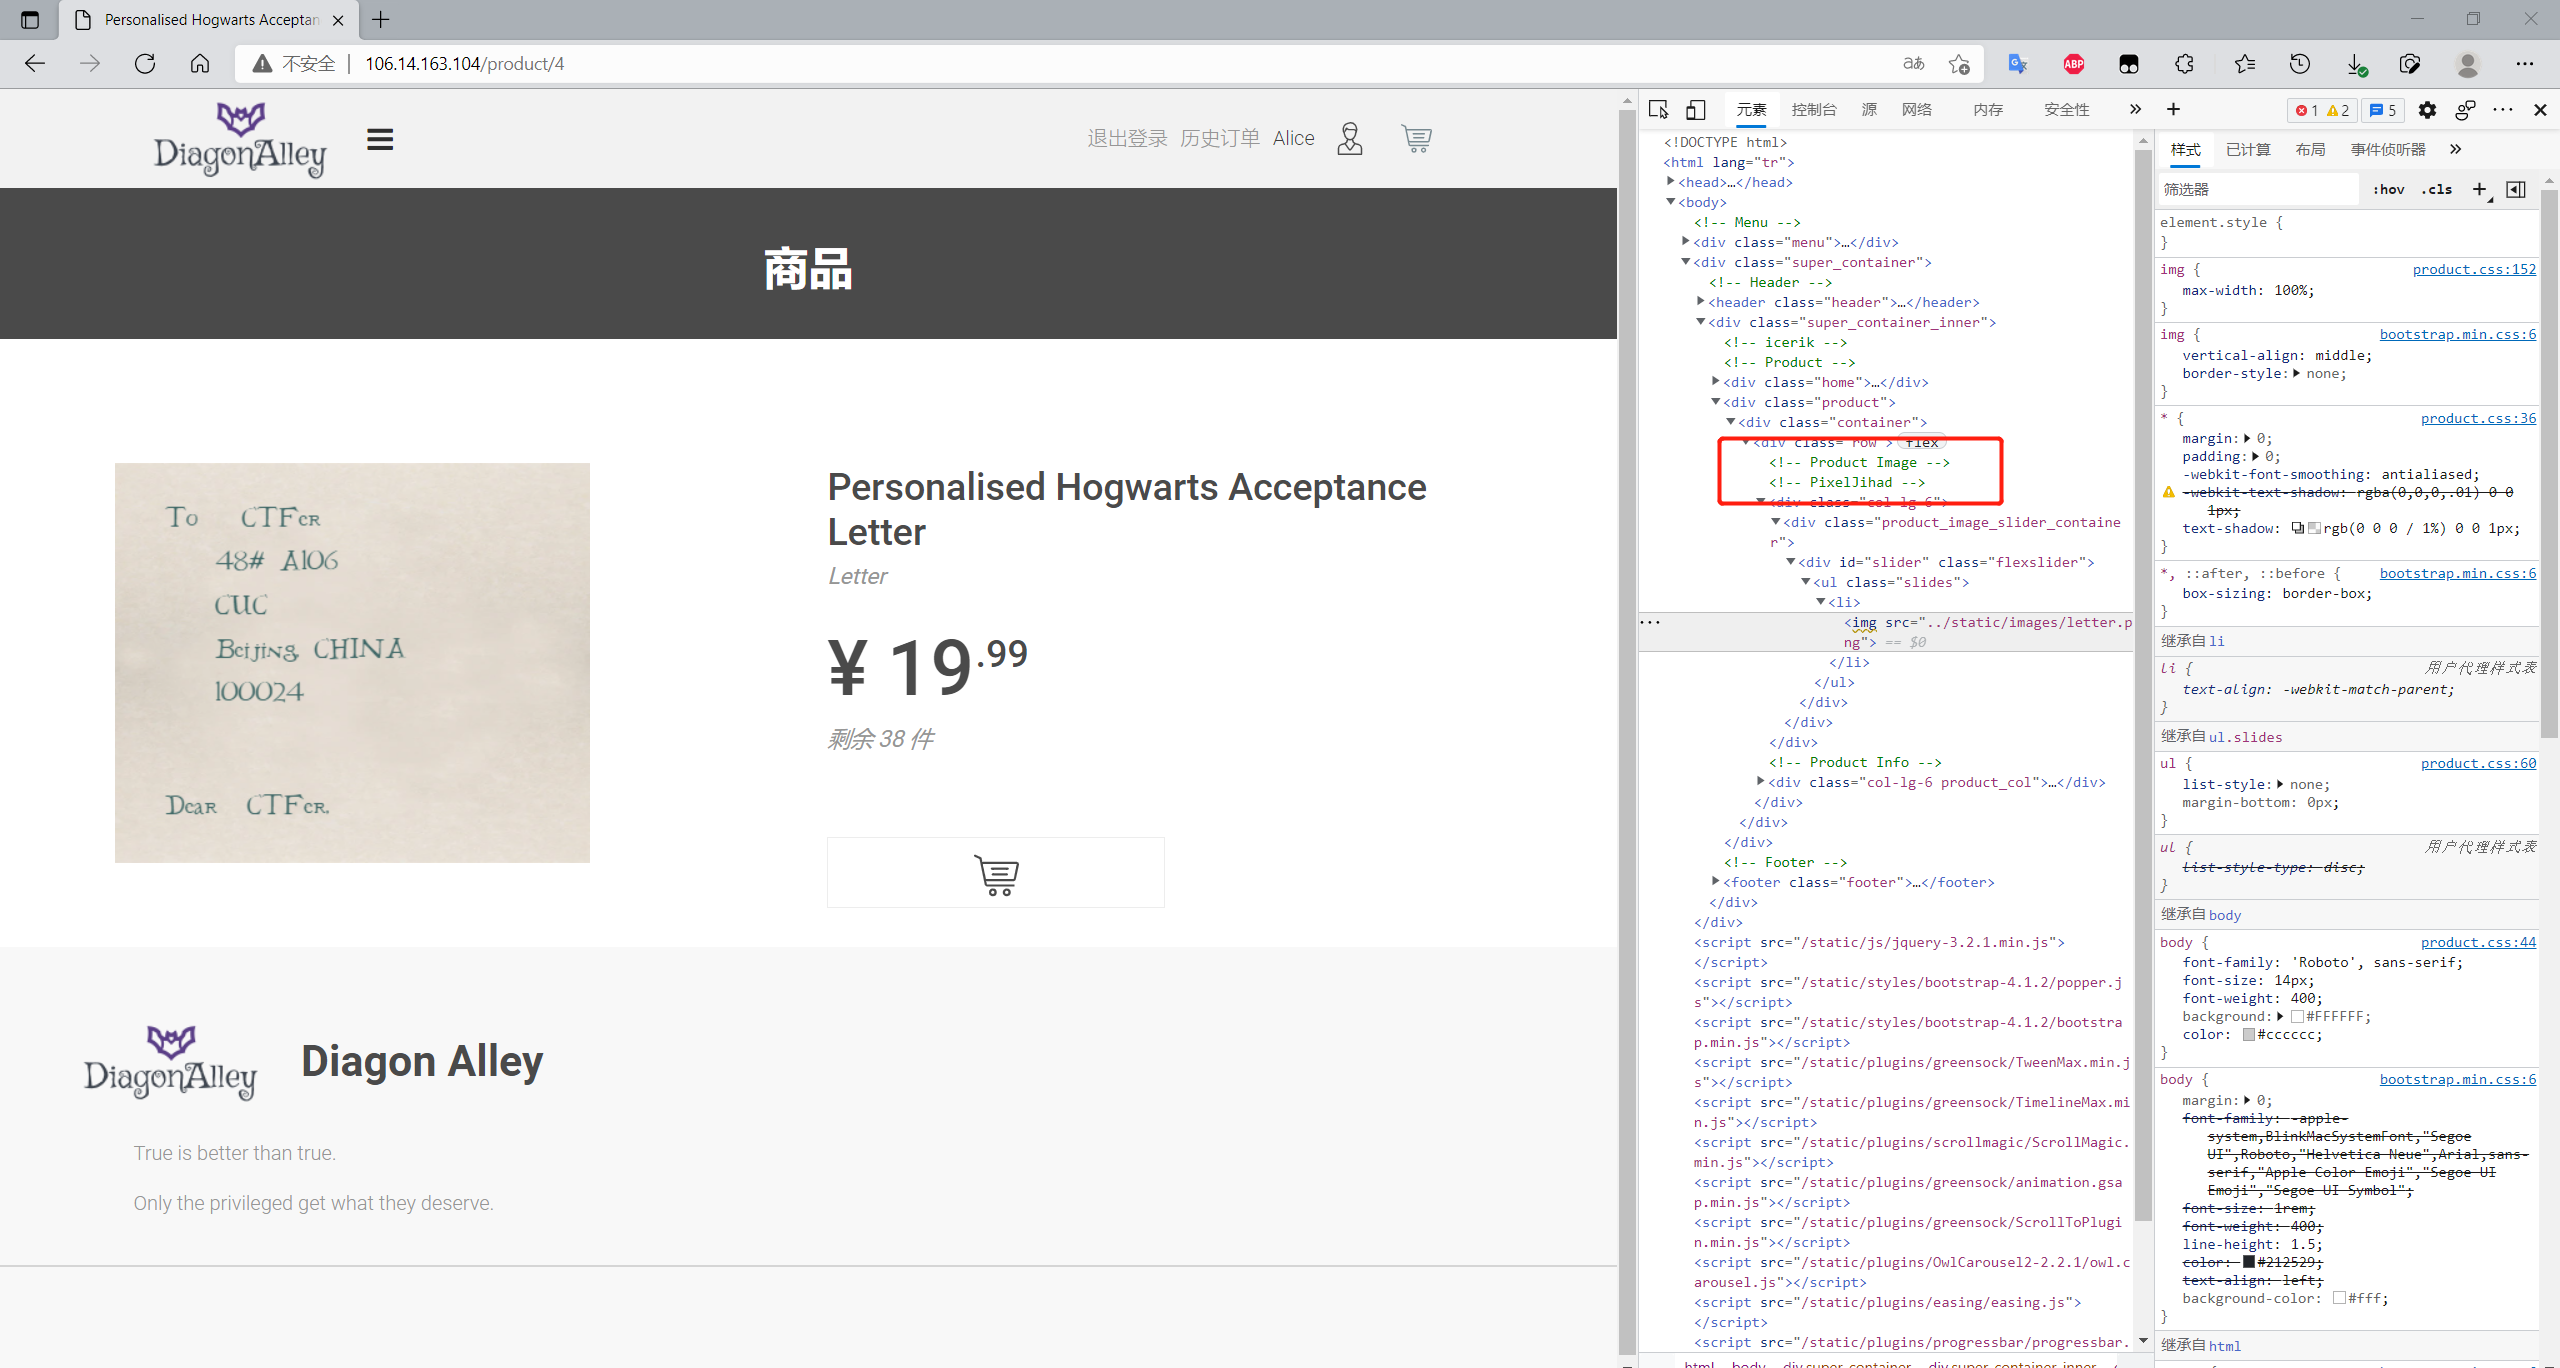 Personalised Hogwarts Acceptan
不安全 106.14.163.104/product/4
DiagonAlley
退出登录 历史订单 Alice
商品
To CTFer
48# A106
CUC
Beijing, CHINA
100024
Dear CTFer,
Personalised Hogwarts Acceptance
Letter
Letter
¥ 19.99
剩余 38 件
DiagonAlley
Diagon Alley
True is better than true.
Only the privileged get what they deserve.
元素 控制台 源 网络 内存 安全性 1 2 5
<!DOCTYPE html>
<html lang="tr">
<head>…</head>
<body>
<!-- Menu -->
<div class="menu">…</div>
<div class="super_container">
<!-- Header -->
<header class="header">…</header>
<div class="super_container_inner">
<!-- icerik -->
<!-- Product -->
<div class="home">…</div>
<div class="product">
<div class="container">
<div class="row"> flex
<!-- Product Image -->
<!-- PixelJihad -->
<div class="col-lg-6">
<div class="product_image_slider_containe
r">
<div id="slider" class="flexslider">
<ul class="slides">
<li>
<img src="../static/images/letter.p
ng"> == $0
</li>
</ul>
</div>
</div>
</div>
<!-- Product Info -->
<div class="col-lg-6 product_col">…</div>
</div>
</div>
</div>
<!-- Footer -->
<footer class="footer">…</footer>
</div>
</div>
<script src="/static/js/jquery-3.2.1.min.js">
</script>
<script src="/static/styles/bootstrap-4.1.2/popper.j
s"></script>
<script src="/static/styles/bootstrap-4.1.2/bootstra
p.min.js"></script>
<script src="/static/plugins/greensock/TweenMax.min.j
s"></script>
<script src="/static/plugins/greensock/TimelineMax.mi
n.js"></script>
<script src="/static/plugins/scrollmagic/ScrollMagic.
min.js"></script>
<script src="/static/plugins/greensock/animation.gsa
p.min.js"></script>
<script src="/static/plugins/greensock/ScrollToPlugi
n.min.js"></script>
<script src="/static/plugins/OwlCarousel2-2.2.1/owl.c
arousel.js"></script>
<script src="/static/plugins/easing/easing.js">
</script>
<script src="/static/plugins/progressbar/progressbar.
html body div.super_container div.super_container_inner
样式 已计算 布局 事件侦听器
筛选器 :hov .cls
element.style {
}
img { product.css:152
max-width: 100%;
}
img { bootstrap.min.css:6
vertical-align: middle;
border-style: none;
}
* { product.css:36
margin: 0;
padding: 0;
-webkit-font-smoothing: antialiased;
-webkit-text-shadow: rgba(0,0,0,.01) 0 0
1px;
text-shadow: rgb(0 0 0 / 1%) 0 0 1px;
}
*, ::after, ::before { bootstrap.min.css:6
box-sizing: border-box;
}
继承自 li
li { 用户代理样式表
text-align: -webkit-match-parent;
}
继承自 ul.slides
ul { product.css:60
list-style: none;
margin-bottom: 0px;
}
ul { 用户代理样式表
list-style-type: disc;
}
继承自 body
body { product.css:44
font-family: 'Roboto', sans-serif;
font-size: 14px;
font-weight: 400;
background: #FFFFFF;
color: #cccccc;
}
body { bootstrap.min.css:6
margin: 0;
font-family: -apple-
system,BlinkMacSystemFont,"Segoe
UI",Roboto,"Helvetica Neue",Arial,sans-
serif,"Apple Color Emoji","Segoe UI
Emoji","Segoe UI Symbol";
font-size: 1rem;
font-weight: 400;
line-height: 1.5;
color: #212529;
text-align: left;
background-color: #fff;
}
继承自 html